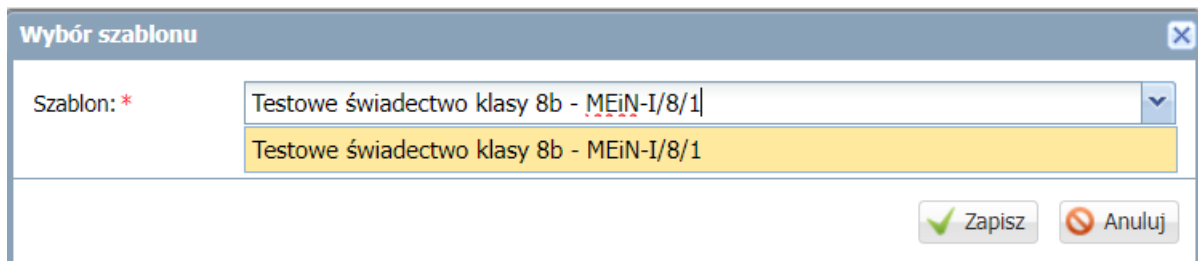 Wybór szablonu
Szablon: * Testowe świadectwo klasy 8b - MEiN-I/8/1
Testowe świadectwo klasy 8b - MEiN-I/8/1
Zapisz Anuluj